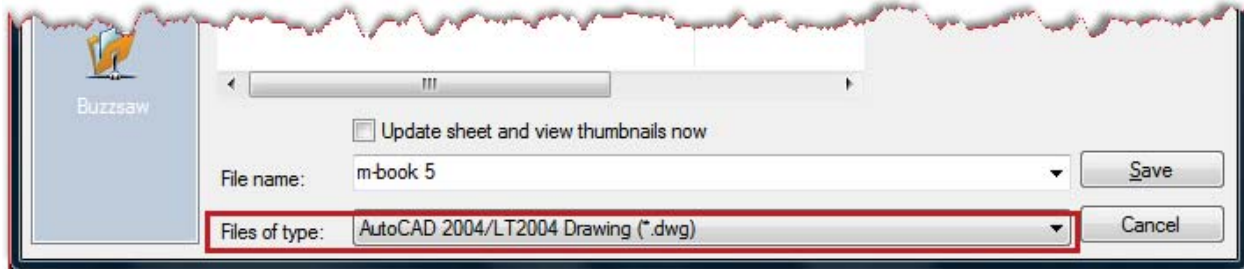 Buzzsaw
Update sheet and view thumbnails now
File name: m-book 5 Save
Files of type: AutoCAD 2004/LT2004 Drawing (*.dwg) Cancel